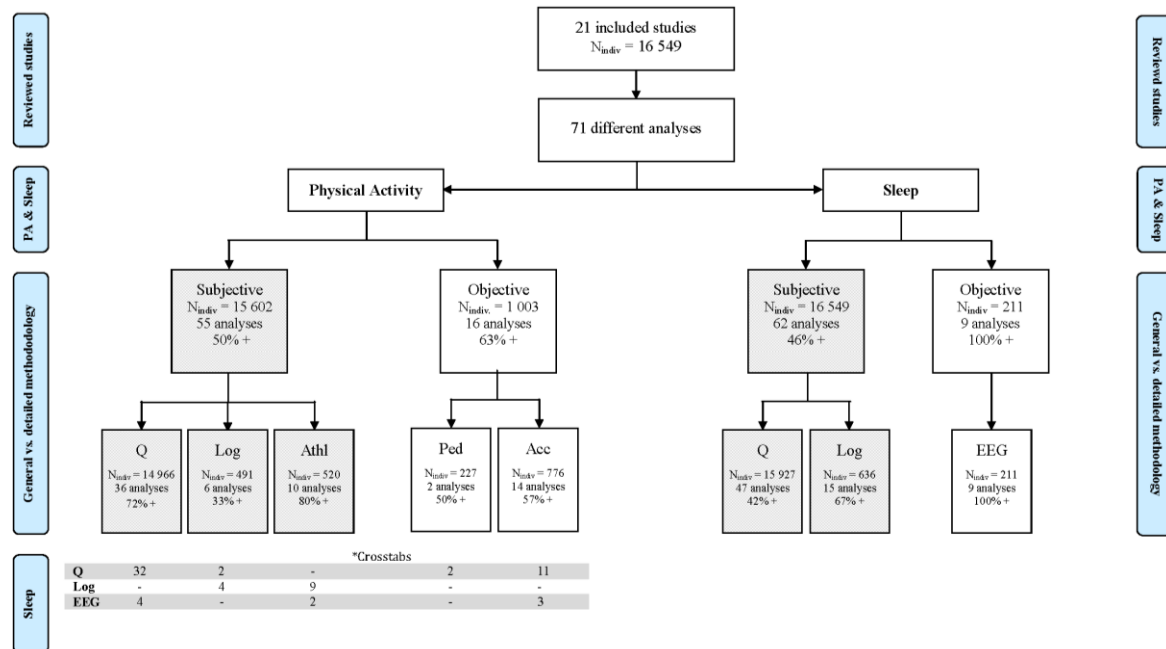 21 included studies
Nindiv = 16 549
71 different analyses
Physical Activity
Sleep
Subjective
Nindiv = 15 602
55 analyses
50% +
Objective
Nindiv. = 1 003
16 analyses
63% +
Subjective
Nindiv = 16 549
62 analyses
46% +
Objective
Nindiv = 211
9 analyses
100% +
Q
Nindiv = 14 966
36 analyses
72% +
Log
Nindiv = 491
6 analyses
33% +
Athl
Nindiv = 520
10 analyses
80% +
Ped
Nindiv = 227
2 analyses
50% +
Acc
Nindiv = 776
14 analyses
57% +
Q
Nindiv = 15 927
47 analyses
42% +
Log
Nindiv = 636
15 analyses
67% +
EEG
Nindiv = 211
9 analyses
100% +
*Crosstabs
Q 32 2 - 2 11
Log - 4 9 - -
EEG 4 - 2 - 3
Reviewed studies
PA & Sleep
General vs. detailed methododology
Sleep
Reviewd studies
PA & Sleep
General vs. detailed methodology